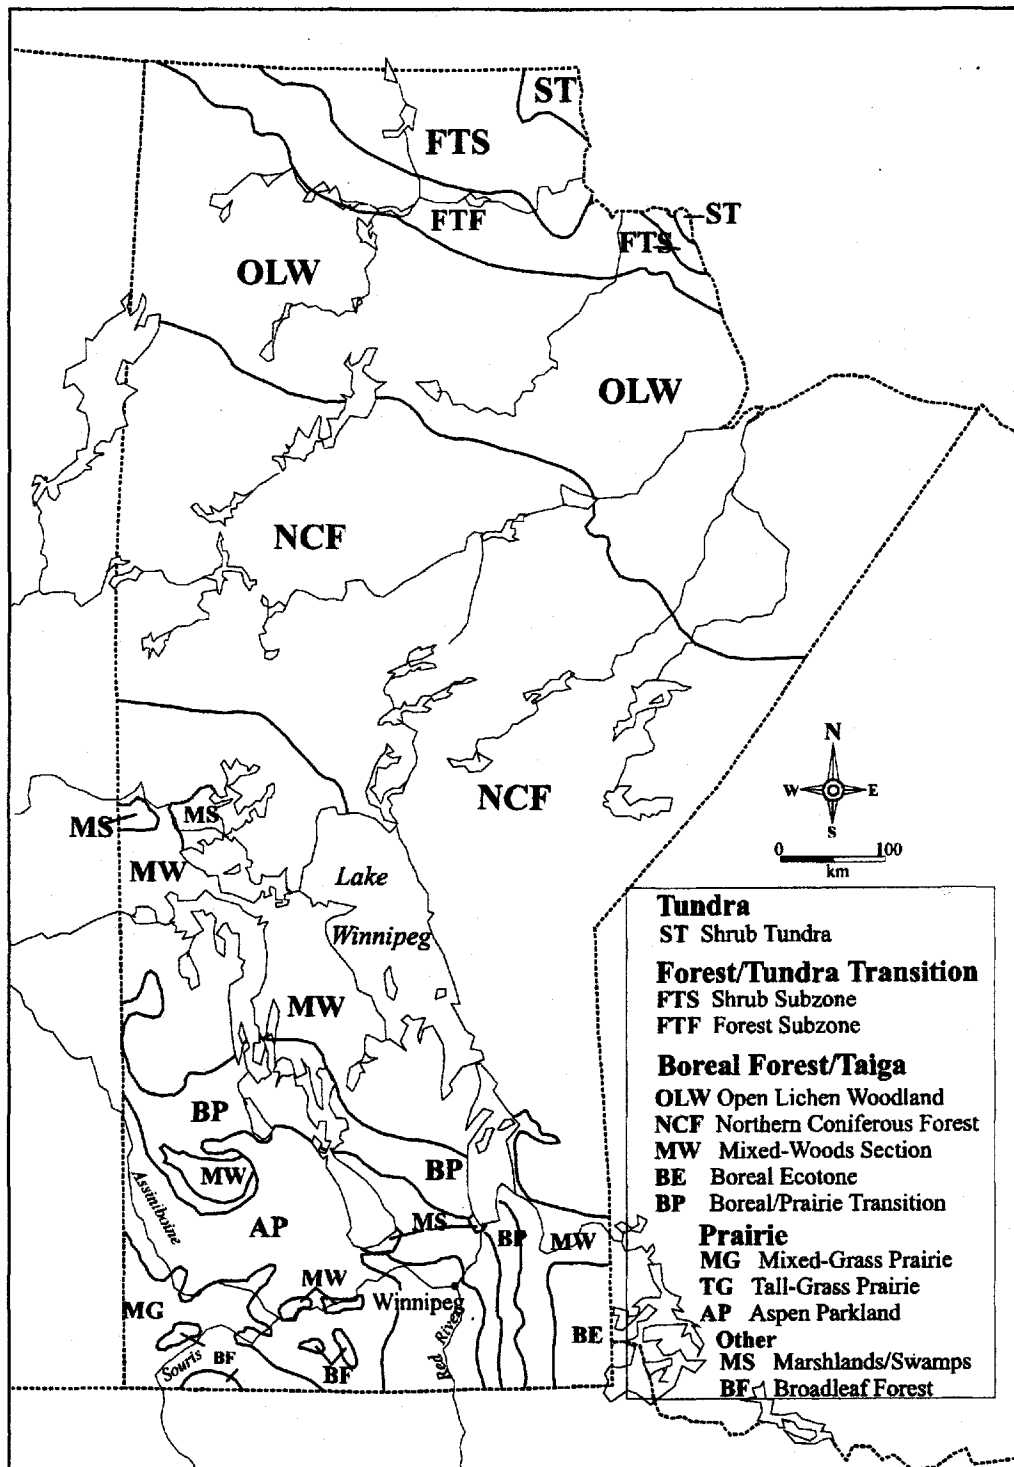 ST
FTS
ST
FTF
FTS
OLW
OLW
NCF
N
W E
S
NCF
0 100
km
MS
MS
MW
Lake
Winnipeg
MW
BP
BP
MW
Assiniboine
AP
MS
BP
MW
MW
MG
Winnipeg
Red River
BE
Souris
BF
BF
Tundra
ST Shrub Tundra
Forest/Tundra Transition
FTS Shrub Subzone
FTF Forest Subzone
Boreal Forest/Taiga
OLW Open Lichen Woodland
NCF Northern Coniferous Forest
MW Mixed-Woods Section
BE Boreal Ecotone
BP Boreal/Prairie Transition
Prairie
MG Mixed-Grass Prairie
TG Tall-Grass Prairie
AP Aspen Parkland
Other
MS Marshlands/Swamps
BF Broadleaf Forest